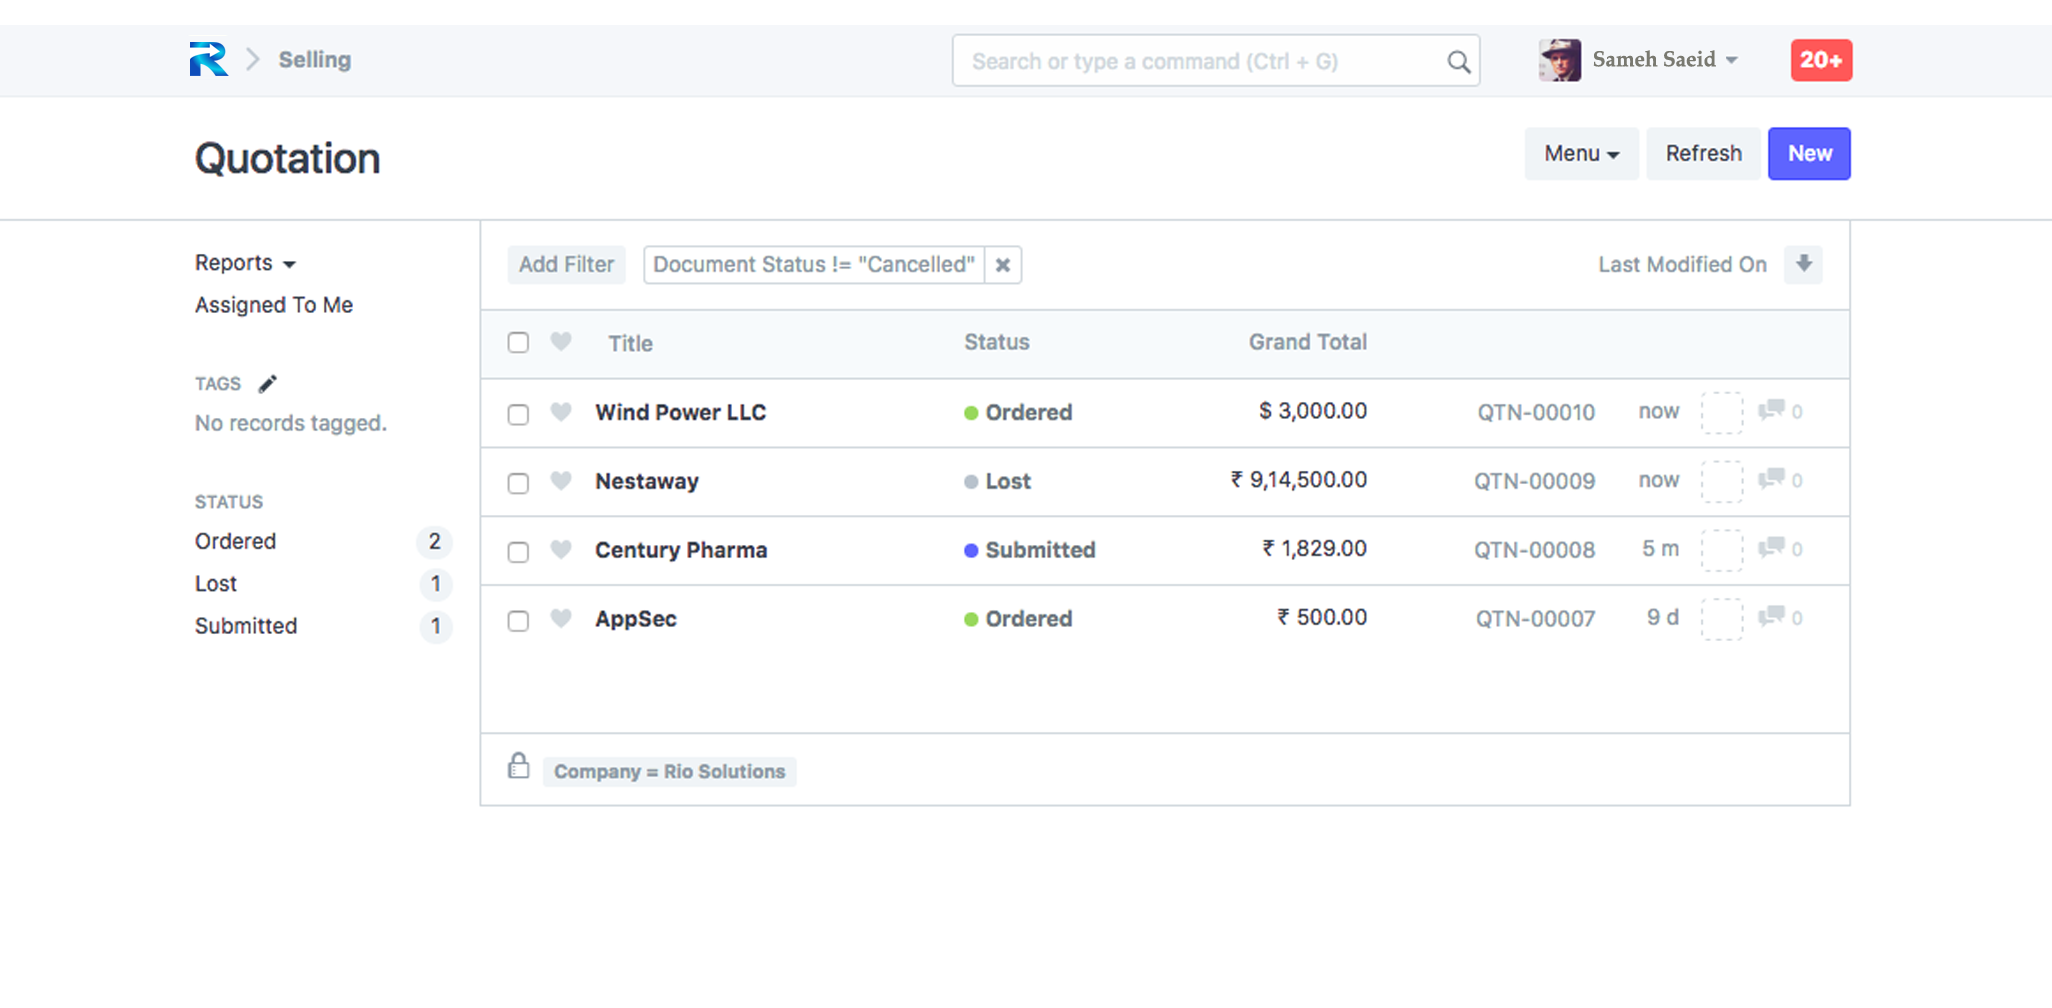 Selling
Search or type a command (Ctrl + G)
Sameh Saeid
20+
Quotation
Menu
Refresh
New
Reports
Assigned To Me
TAGS
No records tagged.
STATUS
Ordered 2
Lost 1
Submitted 1
Add Filter
Document Status != "Cancelled"
Last Modified On
Title Status Grand Total
Wind Power LLC Ordered $ 3,000.00 QTN-00010 now 0
Nestaway Lost ₹ 9,14,500.00 QTN-00009 now 0
Century Pharma Submitted ₹ 1,829.00 QTN-00008 5 m 0
AppSec Ordered ₹ 500.00 QTN-00007 9 d 0
Company = Rio Solutions